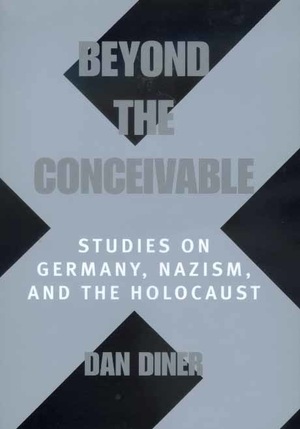 BEYOND
THE
CONCEIVABLE
STUDIES ON
GERMANY, NAZISM,
AND THE HOLOCAUST
DAN DINER